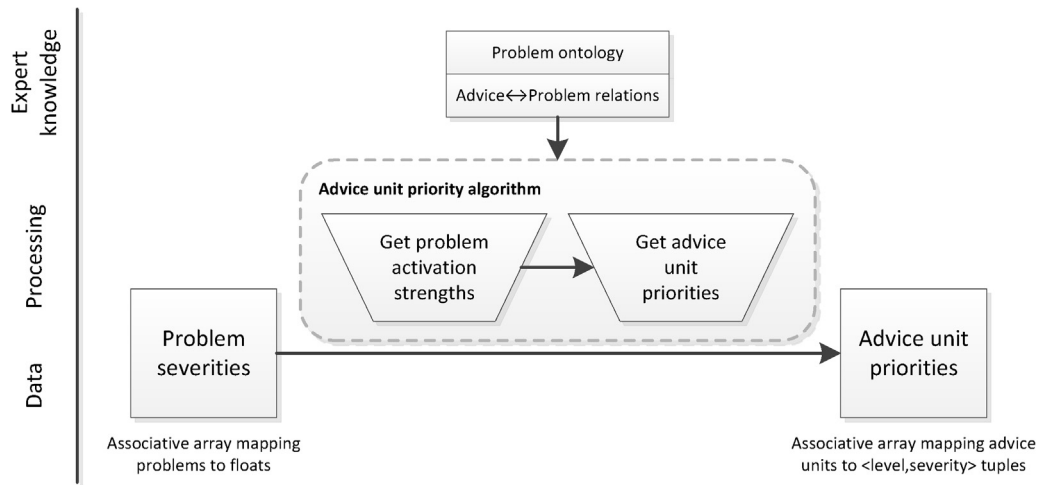 Expert
knowledge
Problem ontology
Advice↔Problem relations
Processing
Advice unit priority algorithm
Get problem
activation
strengths
Get advice
unit
priorities
Data
Problem
severities
Advice unit
priorities
Associative array mapping
problems to floats
Associative array mapping advice
units to <level,severity> tuples